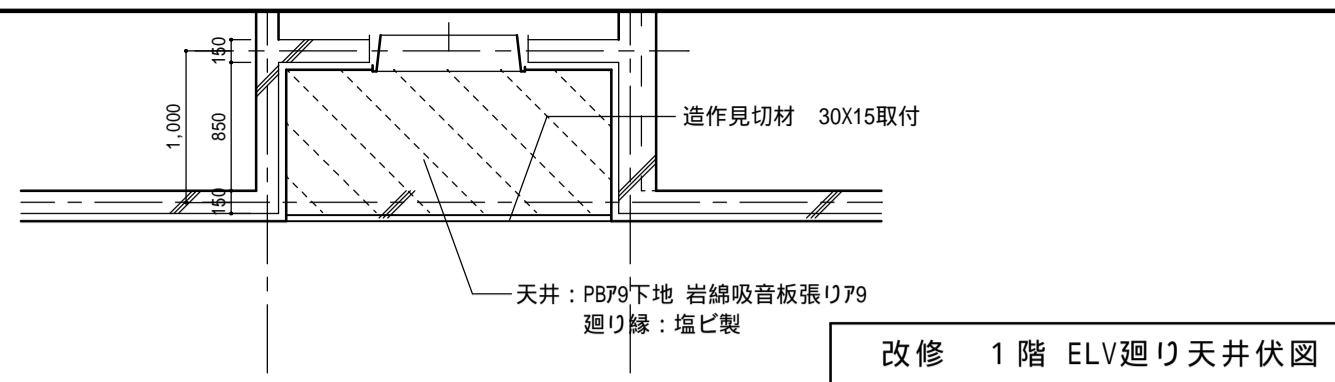 150
1,000
850
150
造作見切材 30X15取付
天井：PBｱ9下地 岩綿吸音板張りｱ9
廻り縁：塩ビ製
改修 1階 ELV廻り天井伏図